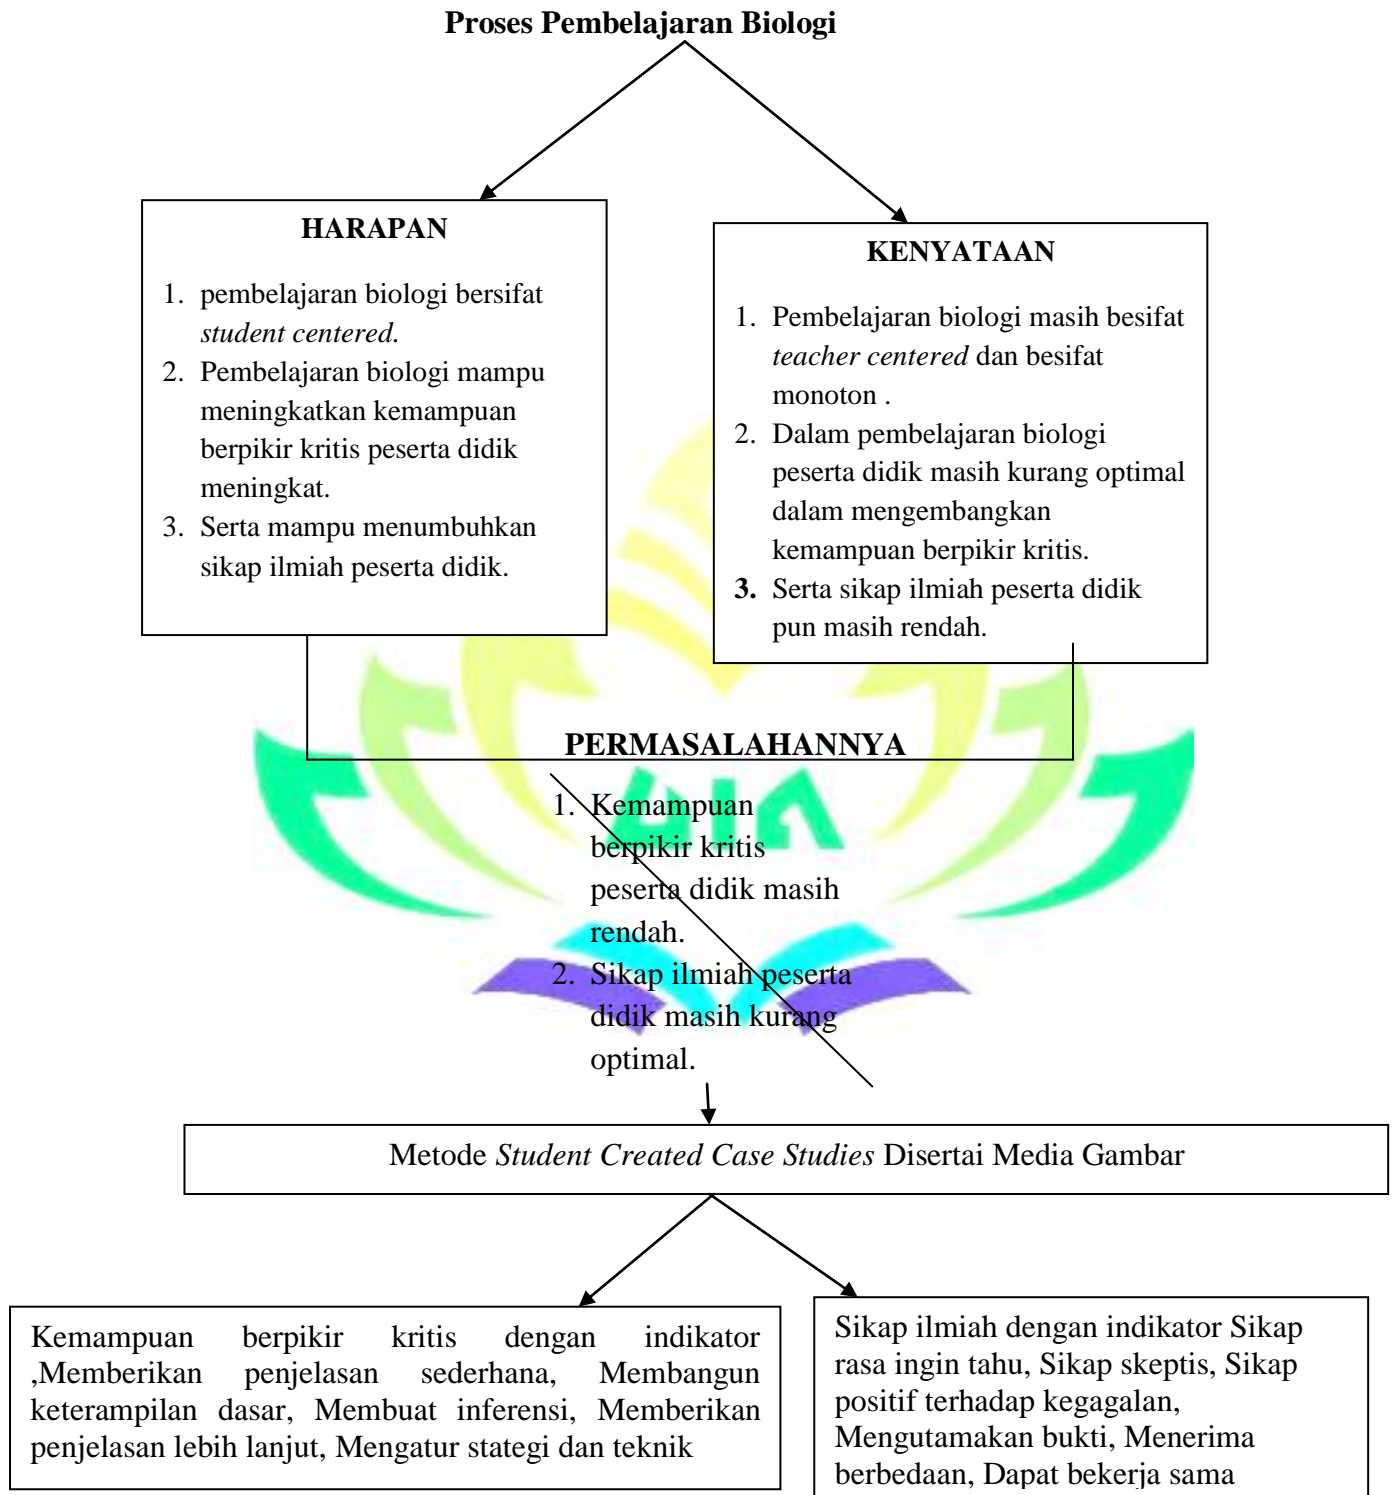 Proses Pembelajaran Biologi
HARAPAN
1. pembelajaran biologi bersifat
student centered.
2. Pembelajaran biologi mampu
meningkatkan kemampuan
berpikir kritis peserta didik
meningkat.
3. Serta mampu menumbuhkan
sikap ilmiah peserta didik.
KENYATAAN
1. Pembelajaran biologi masih besifat
teacher centered dan besifat
monoton .
2. Dalam pembelajaran biologi
peserta didik masih kurang optimal
dalam mengembangkan
kemampuan berpikir kritis.
3. Serta sikap ilmiah peserta didik
pun masih rendah.
PERMASALAHANNYA
1. Kemampuan
berpikir kritis
peserta didik masih
rendah.
2. Sikap ilmiah peserta
didik masih kurang
optimal.
Metode Student Created Case Studies Disertai Media Gambar
Kemampuan berpikir kritis dengan indikator
,Memberikan penjelasan sederhana, Membangun
keterampilan dasar, Membuat inferensi, Memberikan
penjelasan lebih lanjut, Mengatur stategi dan teknik
Sikap ilmiah dengan indikator Sikap
rasa ingin tahu, Sikap skeptis, Sikap
positif terhadap kegagalan,
Mengutamakan bukti, Menerima
berbedaan, Dapat bekerja sama